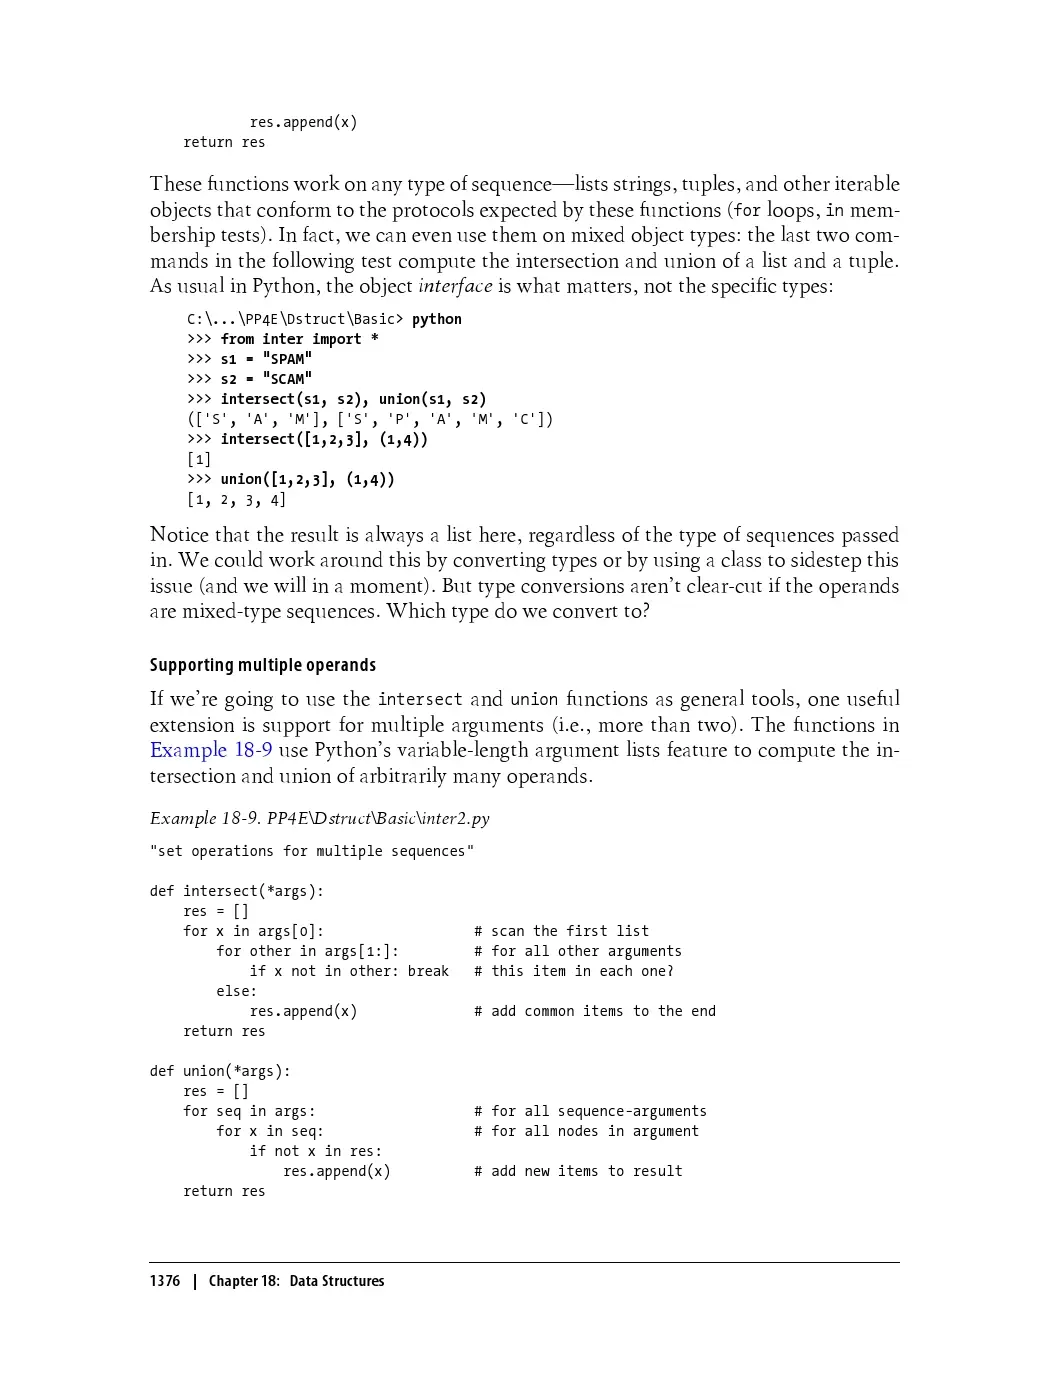 res.append(x)
    return res
These functions work on any type of sequence—lists strings, tuples, and other iterable
objects that conform to the protocols expected by these functions (for loops, in mem-
bership tests). In fact, we can even use them on mixed object types: the last two com-
mands in the following test compute the intersection and union of a list and a tuple.
As usual in Python, the object interface is what matters, not the specific types:
C:\...\PP4E\Dstruct\Basic> python
>>> from inter import *
>>> s1 = "SPAM"
>>> s2 = "SCAM"
>>> intersect(s1, s2), union(s1, s2)
(['S', 'A', 'M'], ['S', 'P', 'A', 'M', 'C'])
>>> intersect([1,2,3], (1,4))
[1]
>>> union([1,2,3], (1,4))
[1, 2, 3, 4]
Notice that the result is always a list here, regardless of the type of sequences passed
in. We could work around this by converting types or by using a class to sidestep this
issue (and we will in a moment). But type conversions aren’t clear-cut if the operands
are mixed-type sequences. Which type do we convert to?
Supporting multiple operands
If we’re going to use the intersect and union functions as general tools, one useful
extension is support for multiple arguments (i.e., more than two). The functions in
Example 18-9 use Python’s variable-length argument lists feature to compute the in-
tersection and union of arbitrarily many operands.
Example 18-9. PP4E\Dstruct\Basic\inter2.py
"set operations for multiple sequences"
def intersect(*args):
    res = []
    for x in args[0]:                  # scan the first list
        for other in args[1:]:         # for all other arguments
            if x not in other: break   # this item in each one?
        else:
            res.append(x)              # add common items to the end
    return res
def union(*args):
    res = []
    for seq in args:                   # for all sequence-arguments
        for x in seq:                  # for all nodes in argument
            if not x in res:
                res.append(x)          # add new items to result
    return res
1376 | Chapter 18: Data Structures